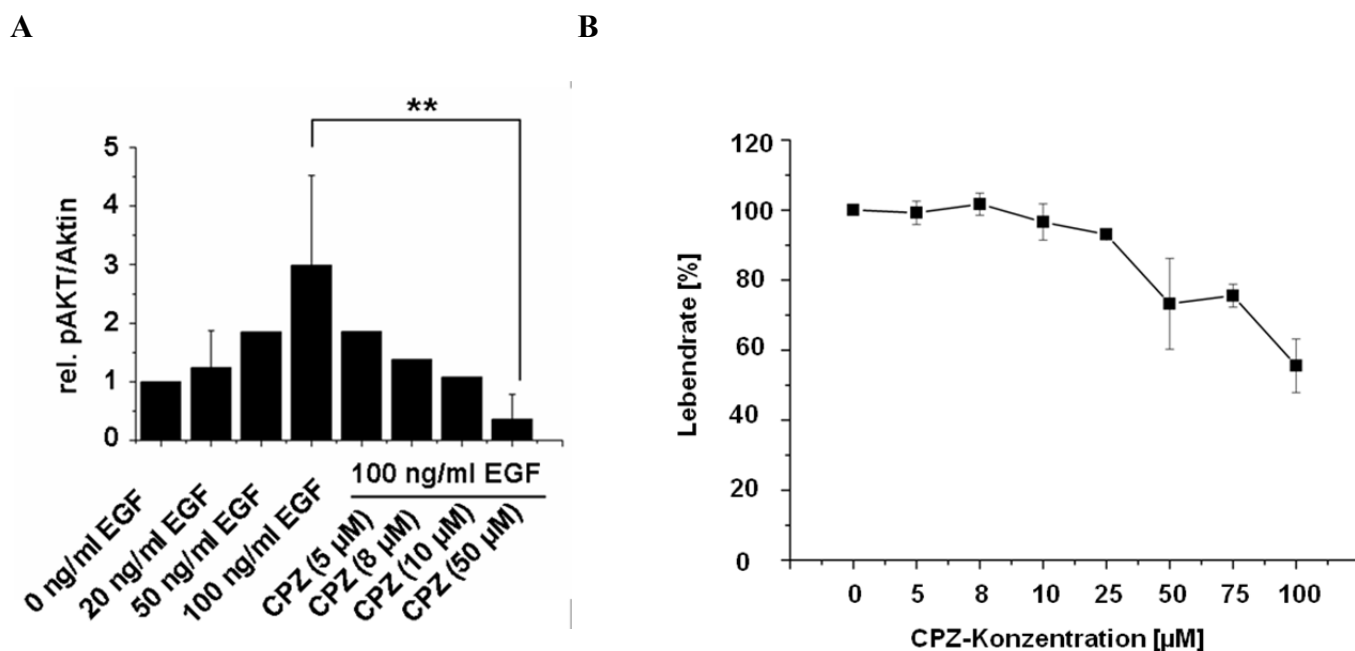 A
B
**
5
4
3
2
1
0
rel. pAKT/Aktin
100 ng/ml EGF
0 ng/ml EGF
20 ng/ml EGF
50 ng/ml EGF
100 ng/ml EGF
CPZ (5 µM)
CPZ (8 µM)
CPZ (10 µM)
CPZ (50 µM)
120
100
80
60
40
20
0
Lebendrate [%]
0 5 8 10 25 50 75 100
CPZ-Konzentration [µM]